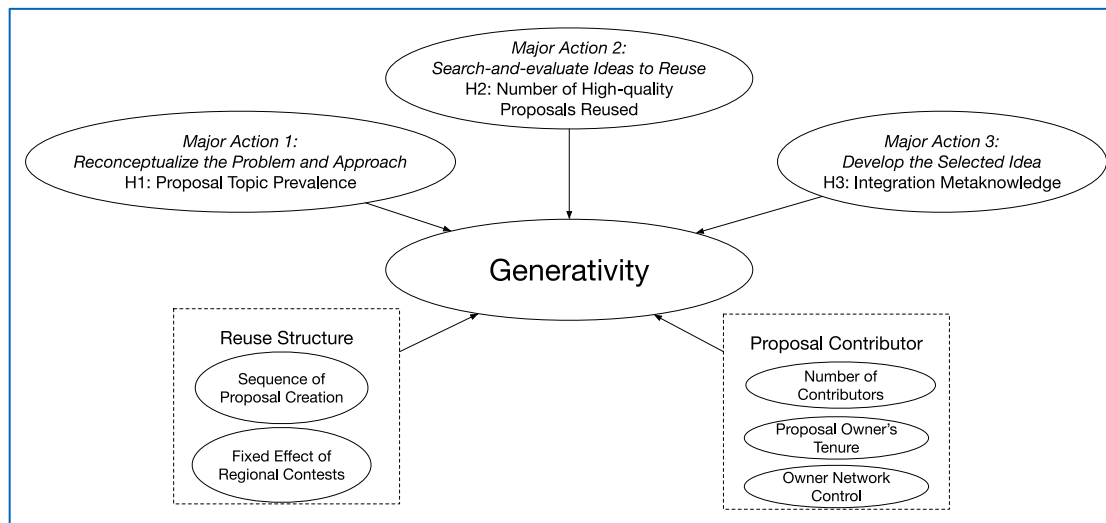 Major Action 2:
Search-and-evaluate Ideas to Reuse
H2: Number of High-quality
Proposals Reused
Major Action 1:
Reconceptualize the Problem and Approach
H1: Proposal Topic Prevalence
Major Action 3:
Develop the Selected Idea
H3: Integration Metaknowledge
Generativity
Reuse Structure
Sequence of
Proposal Creation
Fixed Effect of
Regional Contests
Proposal Contributor
Number of
Contributors
Proposal Owner's
Tenure
Owner Network
Control